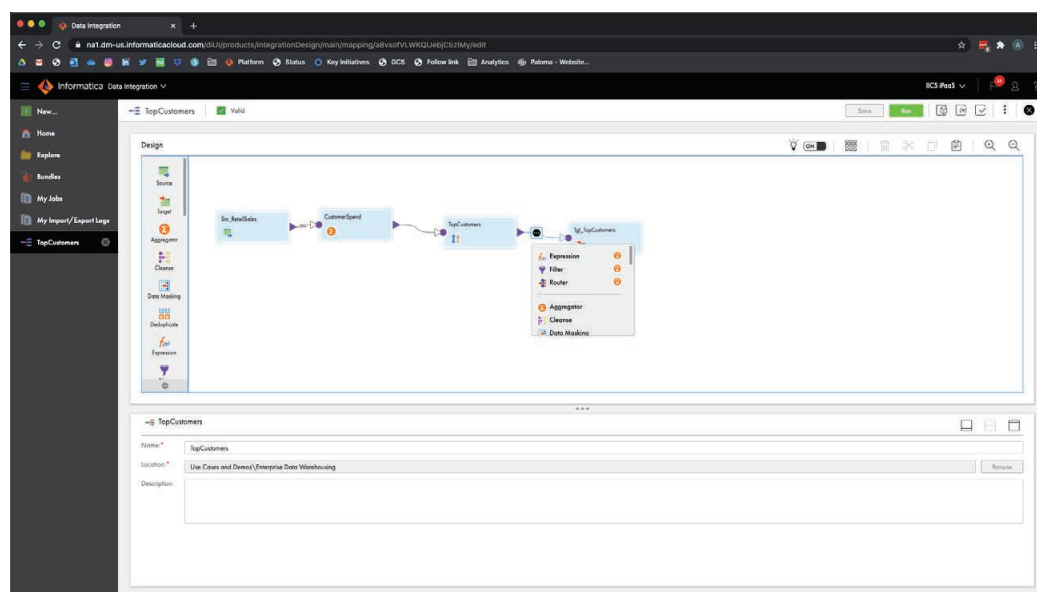 Data Integration
na1.dm-us.informaticacloud.com/diUI/products/integrationDesign/main/mapping/
Platform Status Key Initiatives GCS Follow link Analytics Paloma - Website...
Informatica Data Integration
IICS iPaaS
New...
Home
Explore
Bundles
My Jobs
My Import/Export Logs
TopCustomers
TopCustomers Valid
Save Run
Design
ON
Source
Target
Aggregator
Cleanse
Data Masking
Deduplicate
Expression
Src_RetailSales
CustomerSpend
TopCustomers
Tgt_TopCustomers
Expression
Filter
Router
Aggregator
Cleanse
Data Masking
TopCustomers
Name:* TopCustomers
Location:* Use Cases and Demos\Enterprise Data Warehousing Browse
Description: